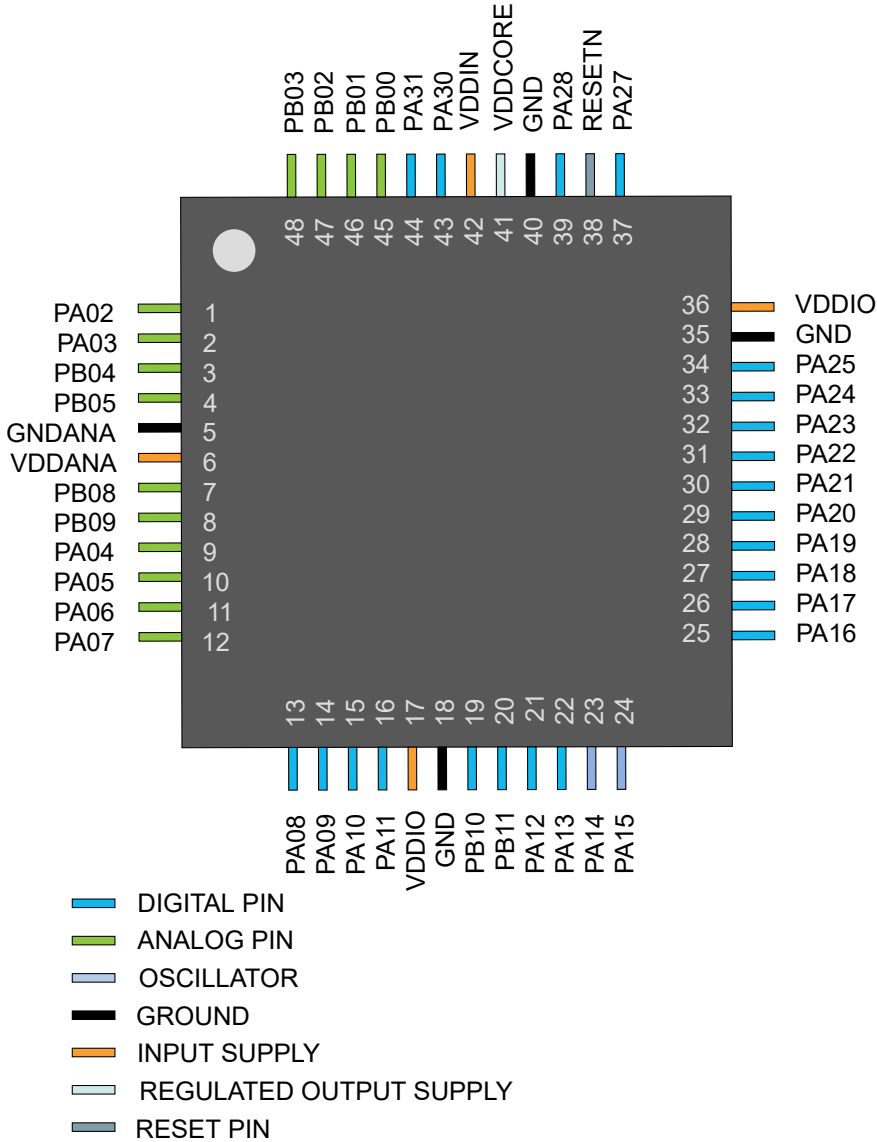 PB03
PB02
PB01
PB00
PA31
PA30
VDDIN
VDDCORE
GND
PA28
RESETN
PA27
48
47
46
45
44
43
42
41
40
39
38
37
PA02 1
PA03 2
PB04 3
PB05 4
GNDANA 5
VDDANA 6
PB08 7
PB09 8
PA04 9
PA05 10
PA06 11
PA07 12
36 VDDIO
35 GND
34 PA25
33 PA24
32 PA23
31 PA22
30 PA21
29 PA20
28 PA19
27 PA18
26 PA17
25 PA16
13
14
15
16
17
18
19
20
21
22
23
24
PA08
PA09
PA10
PA11
VDDIO
GND
PB10
PB11
PA12
PA13
PA14
PA15
DIGITAL PIN
ANALOG PIN
OSCILLATOR
GROUND
INPUT SUPPLY
REGULATED OUTPUT SUPPLY
RESET PIN